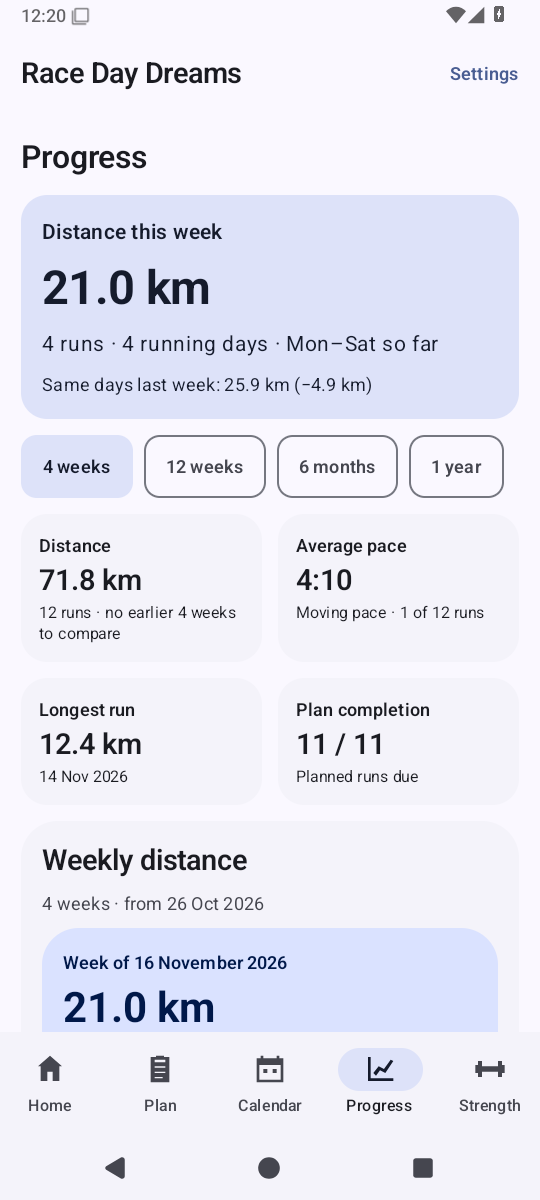 12:20
Race Day Dreams
Settings
Progress
Distance this week
21.0 km
4 runs · 4 running days · Mon–Sat so far
Same days last week: 25.9 km (−4.9 km)
4 weeks
12 weeks
6 months
1 year
Distance
71.8 km
12 runs · no earlier 4 weeks
to compare
Average pace
4:10
Moving pace · 1 of 12 runs
Longest run
12.4 km
14 Nov 2026
Plan completion
11 / 11
Planned runs due
Weekly distance
4 weeks · from 26 Oct 2026
Week of 16 November 2026
21.0 km
Home
Plan
Calendar
Progress
Strength